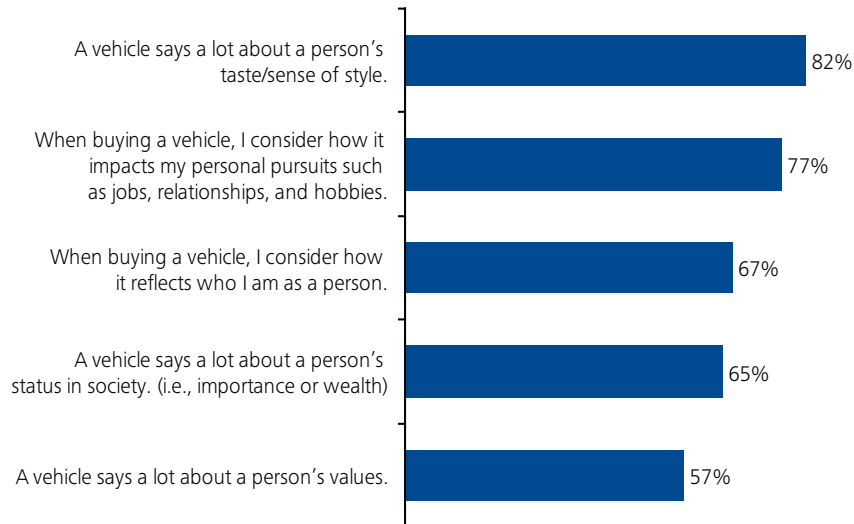 A vehicle says a lot about a person’s
taste/sense of style.
82%
When buying a vehicle, I consider how it
impacts my personal pursuits such
as jobs, relationships, and hobbies.
77%
When buying a vehicle, I consider how
it reflects who I am as a person.
67%
A vehicle says a lot about a person’s
status in society. (i.e., importance or wealth)
65%
A vehicle says a lot about a person’s values.
57%